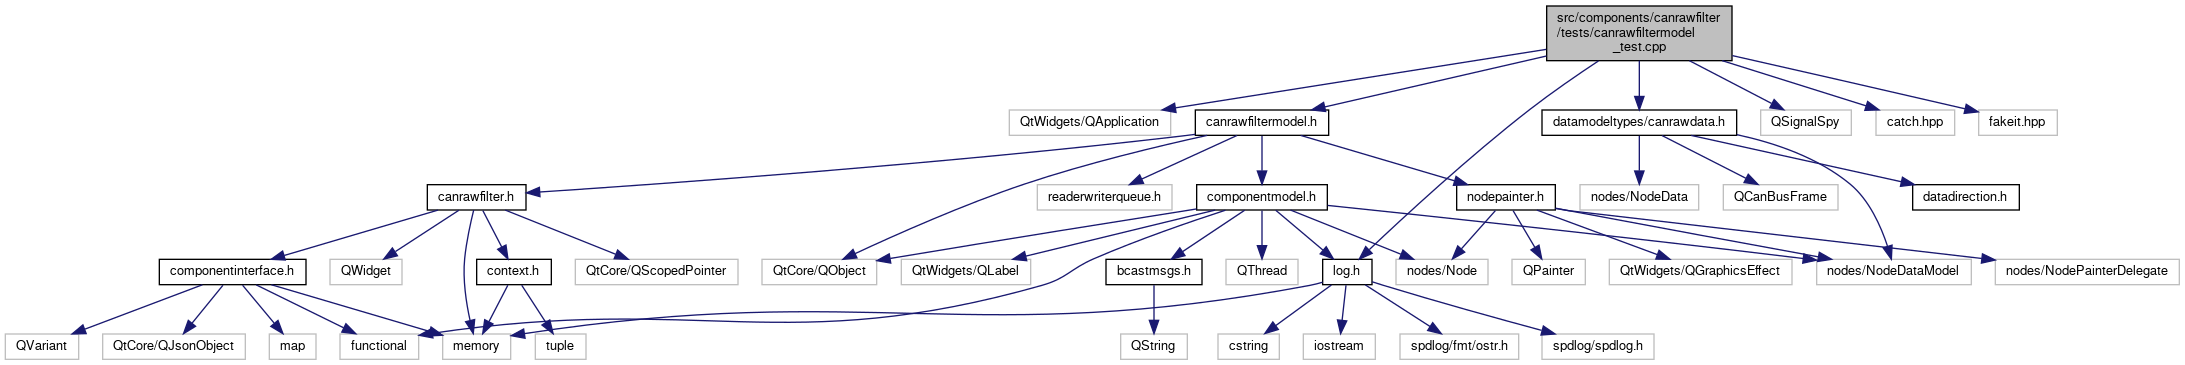 src/components/canrawfilter
/tests/canrawfiltermodel
_test.cpp
QtWidgets/QApplication
canrawfiltermodel.h
datamodeltypes/canrawdata.h
QSignalSpy
catch.hpp
fakeit.hpp
canrawfilter.h
readerwriterqueue.h
componentmodel.h
nodepainter.h
nodes/NodeData
QCanBusFrame
datadirection.h
componentinterface.h
QWidget
context.h
QtCore/QScopedPointer
QtCore/QObject
QtWidgets/QLabel
bcastmsgs.h
QThread
log.h
nodes/Node
QPainter
QtWidgets/QGraphicsEffect
nodes/NodeDataModel
nodes/NodePainterDelegate
QVariant
QtCore/QJsonObject
map
functional
memory
tuple
QString
cstring
iostream
spdlog/fmt/ostr.h
spdlog/spdlog.h